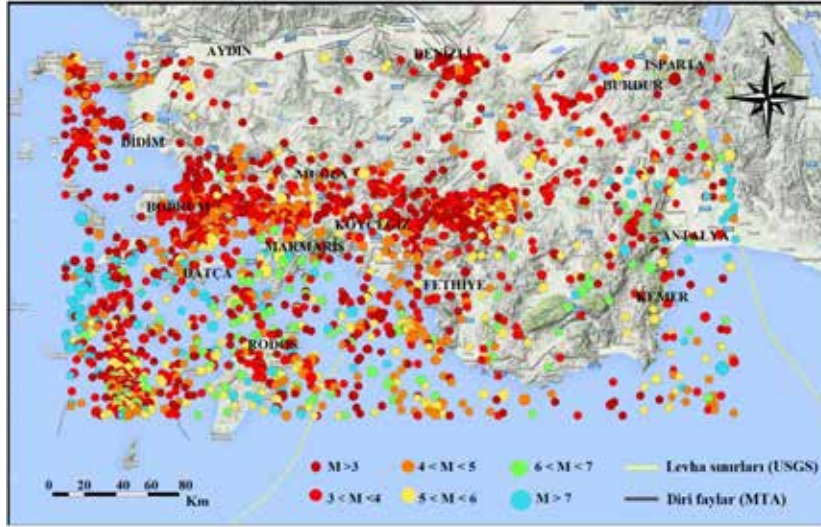 AYDIN
DENİZLİ
ISPARTA
BURDUR
N
DİDİM
MUĞLA
BODRUM
KÖYCEĞİZ
MARMARİS
ANTALYA
DATÇA
FETHİYE
KEMER
RODOS
M >3
4 < M < 5
6 < M < 7
Levha sınırları (USGS)
0 20 40 60 80
Km
3 < M <4
5 < M < 6
M > 7
Diri faylar (MTA)